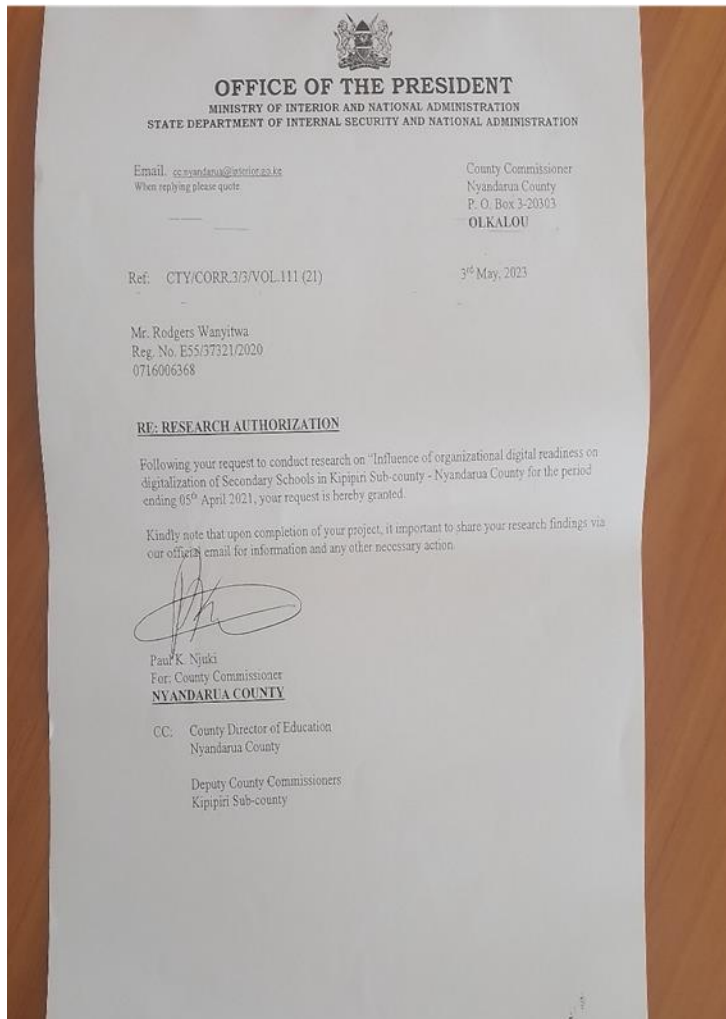 OFFICE OF THE PRESIDENT
MINISTRY OF INTERIOR AND NATIONAL ADMINISTRATION
STATE DEPARTMENT OF INTERNAL SECURITY AND NATIONAL ADMINISTRATION
Email. cc.nyandarua@interior.go.ke
When replying please quote
County Commissioner
Nyandarua County
P. O. Box 3-20303
OLKALOU
Ref: CTY/CORR.3/3/VOL.111 (21)
3rd May, 2023
Mr. Rodgers Wanyitwa
Reg. No. E55/37321/2020
0716006368
RE: RESEARCH AUTHORIZATION
Following your request to conduct research on "Influence of organizational digital readiness on
digitalization of Secondary Schools in Kipipiri Sub-county - Nyandarua County for the period
ending 05th April 2021, your request is hereby granted.
Kindly note that upon completion of your project, it important to share your research findings via
our official email for information and any other necessary action.
Paul K. Njuki
For: County Commissioner
NYANDARUA COUNTY
CC: County Director of Education
Nyandarua County
Deputy County Commissioners
Kipipiri Sub-county